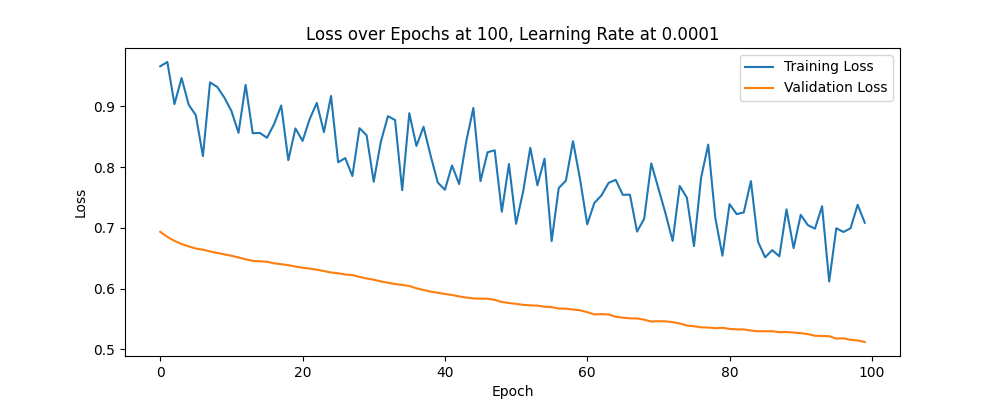 Loss over Epochs at 100, Learning Rate at 0.0001
Training Loss
Validation Loss
0.9
0.8
0.7
0.6
0.5
Loss
0
20
40
60
80
100
Epoch